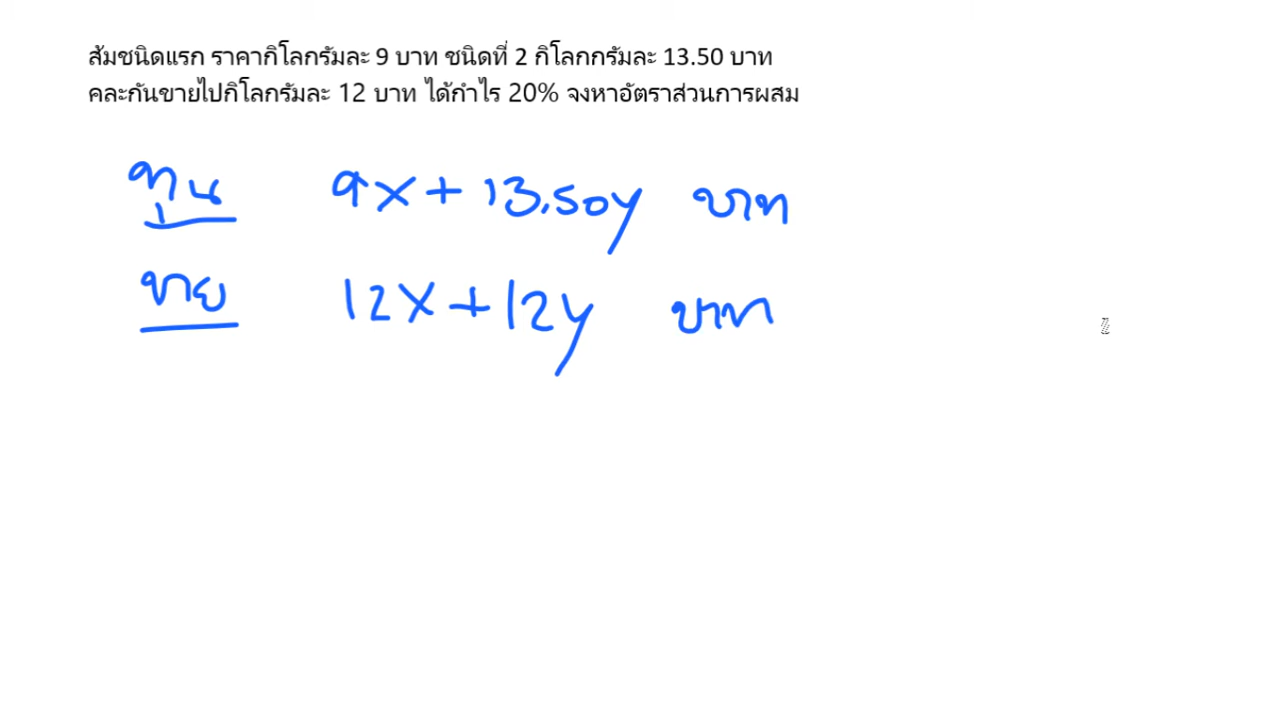 ส้มชนิดแรก ราคากิโลกรัมละ 9 บาท ชนิดที่ 2 กิโลกกรัมละ 13.50 บาท
คละกันขายไปกิโลกรัมละ 12 บาท ได้กำไร 20% จงหาอัตราส่วนการผสม
ทุน 9x + 13.50y บาท
ขาย 12x + 12y บาท